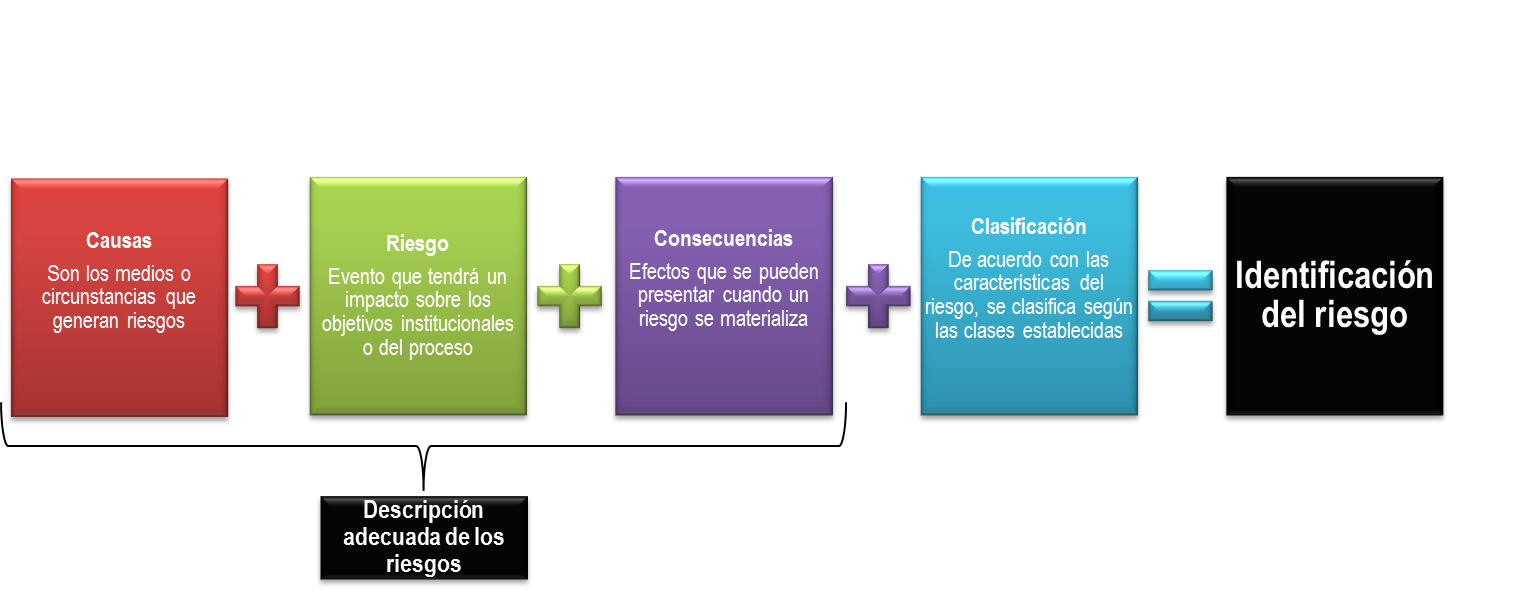 Causas
Son los medios o
circunstancias que
generan riesgos
Riesgo
Evento que tendrá un
impacto sobre los
objetivos institucionales
o del proceso
Consecuencias
Efectos que se pueden
presentar cuando un
riesgo se materializa
Clasificación
De acuerdo con las
características del
riesgo, se clasifica según
las clases establecidas
Identificación
del riesgo
Descripción
adecuada de los
riesgos